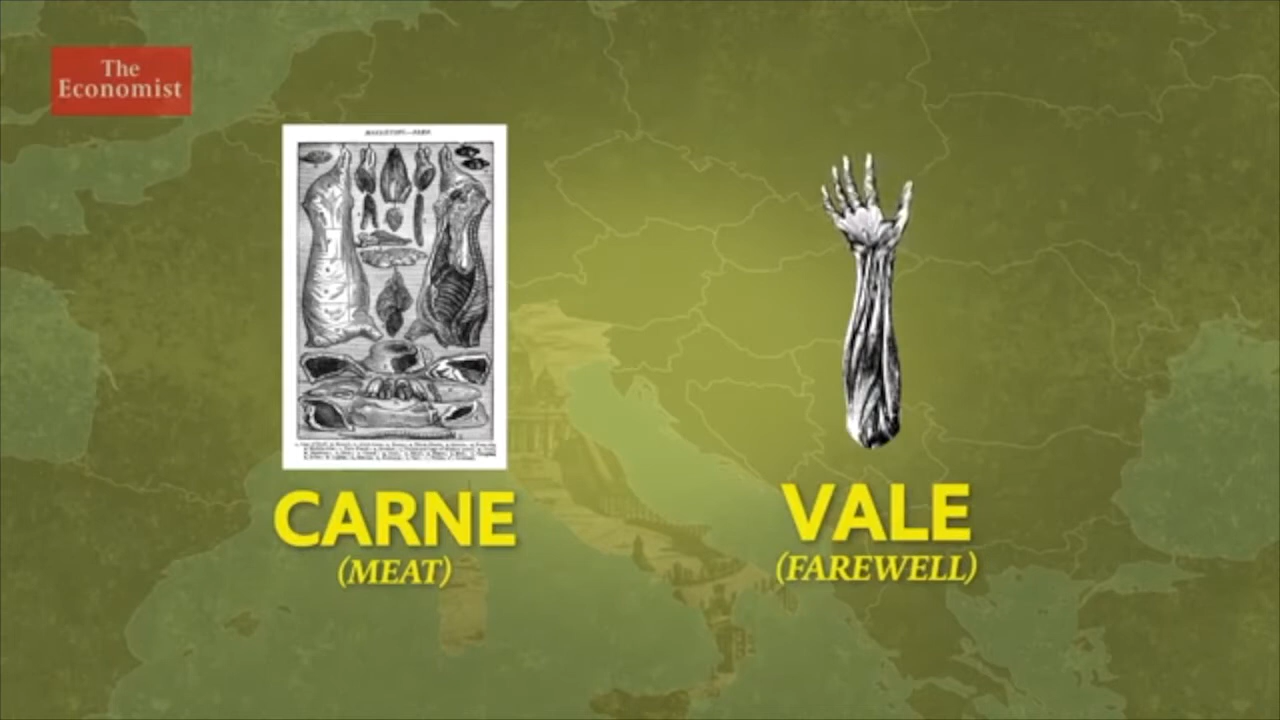 The
Economist
CARNE
(MEAT)
VALE
(FAREWELL)